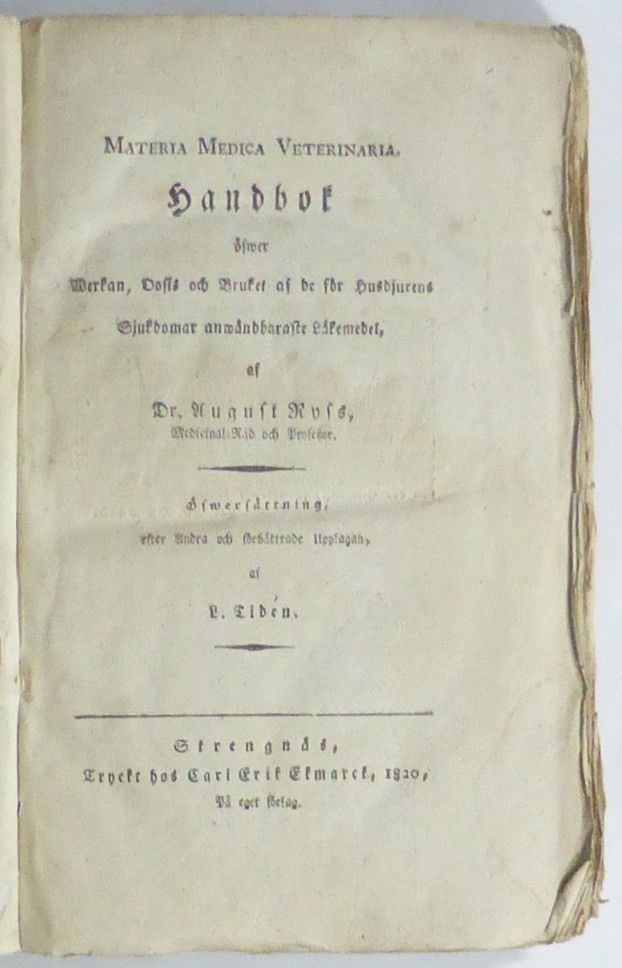 MATERIA MEDICA VETERINARIA.
Handbok
öfwer
Werkan, Dosis och Bruket af de för Husdjurens
Sjukdomar anwändbaraste Läkemedel,
af
Dr. August Ryss,
Medicinal-Råd och Professor.
Öfwersättning,
efter Andra och förbättrade Upplagan,
af
L. Tidén.
Strengnäs,
Tryckt hos Carl Erik Ekmarck, 1820,
På eget förlag.